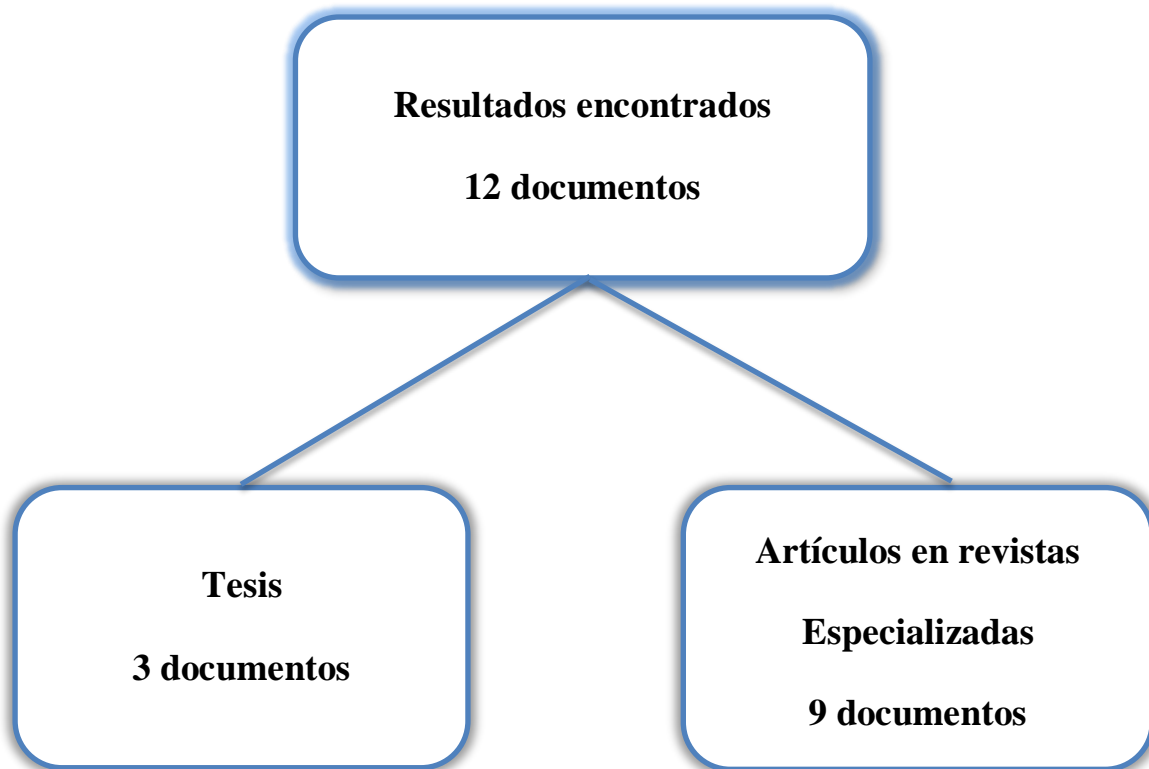 Resultados encontrados
12 documentos
Tesis
3 documentos
Artículos en revistas
Especializadas
9 documentos